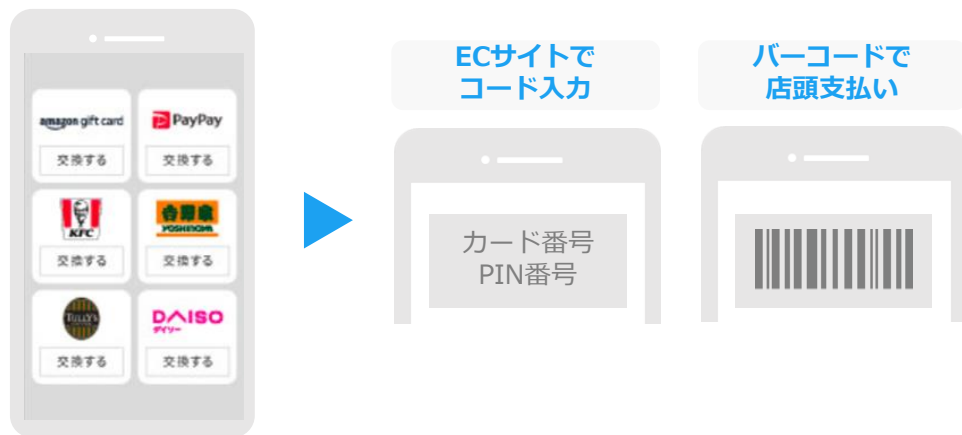 amazon gift card
PayPay
交換する
交換する
KFC
吉野家
YOSHINOYA
交換する
交換する
TULLY'S
DAISO
ダイソー
交換する
交換する
ECサイトで
コード入力
カード番号
PIN番号
バーコードで
店頭支払い